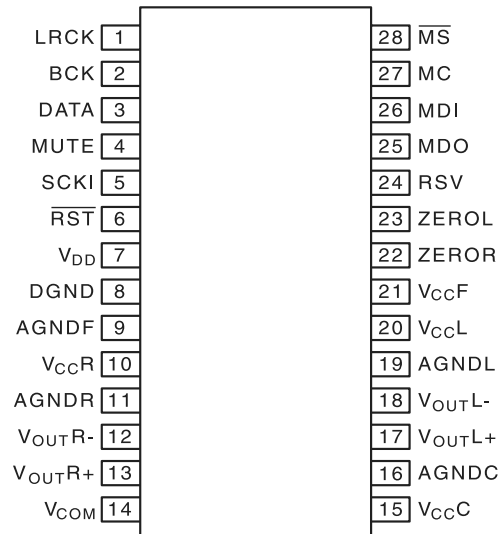 LRCK 1 28 M̅S̅
BCK 2 27 MC
DATA 3 26 MDI
MUTE 4 25 MDO
SCKI 5 24 RSV
R̅S̅T̅ 6 23 ZEROL
VDD 7 22 ZEROR
DGND 8 21 VCCF
AGNDF 9 20 VCCL
VCCR 10 19 AGNDL
AGNDR 11 18 VOUTL-
VOUTR- 12 17 VOUTL+
VOUTR+ 13 16 AGNDC
VCOM 14 15 VCCC